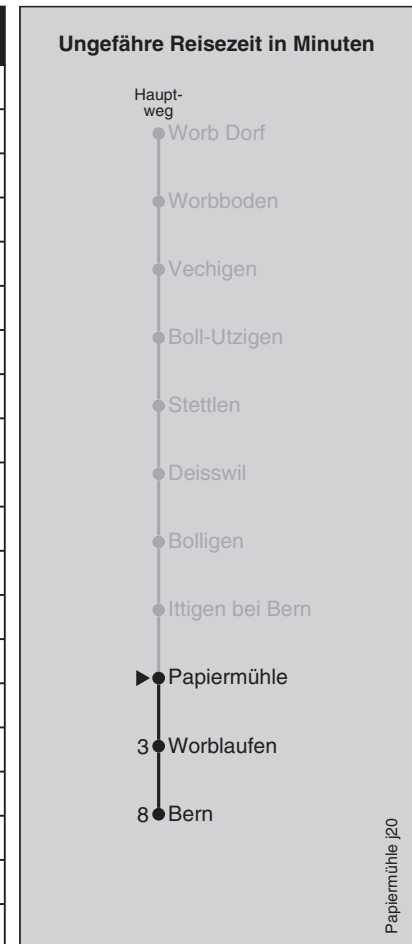 Ungefähre Reisezeit in Minuten
Haupt-
weg
Worb Dorf
Worbboden
Vechigen
Boll-Utzigen
Stettlen
Deisswil
Bolligen
Ittigen bei Bern
Papiermühle
3 Worblaufen
8 Bern
Papiermühle j20